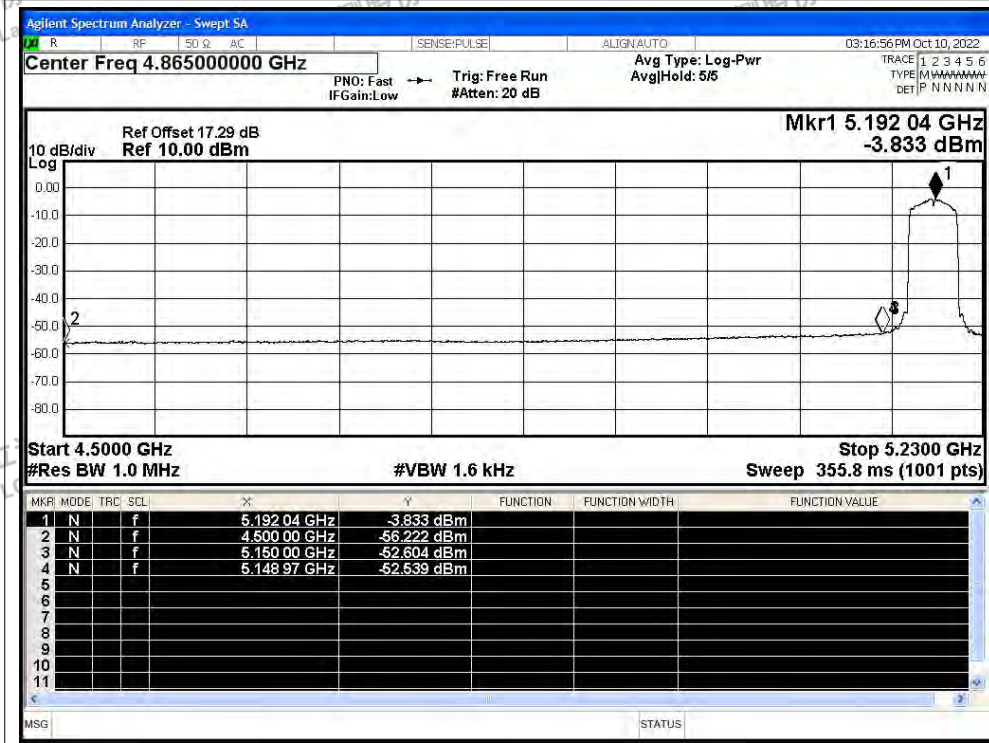 Agilent Spectrum Analyzer - Swept SA
LXI R RF 50 Ω AC SENSE:PULSE ALIGN AUTO 03:16:56 PM Oct 10, 2022
Center Freq 4.865000000 GHz Avg Type: Log-Pwr TRACE 1 2 3 4 5 6
PNO: Fast Trig: Free Run Avg|Hold: 5/5 TYPE M WWWWW
IFGain:Low #Atten: 20 dB DET P N N N N N
Mkr1 5.192 04 GHz
Ref Offset 17.29 dB
10 dB/div Ref 10.00 dBm -3.833 dBm
Log
1
0.00
-10.0
-20.0
-30.0
-40.0
-50.0 2
-60.0
-70.0
-80.0
Start 4.5000 GHz Stop 5.2300 GHz
#Res BW 1.0 MHz #VBW 1.6 kHz Sweep 355.8 ms (1001 pts)
MKR MODE TRC SCL X Y FUNCTION FUNCTION WIDTH FUNCTION VALUE
1 N f 5.192 04 GHz -3.833 dBm
2 N f 4.500 00 GHz -56.222 dBm
3 N f 5.150 00 GHz -52.604 dBm
4 N f 5.148 97 GHz -52.539 dBm
5
6
7
8
9
10
11
MSG STATUS